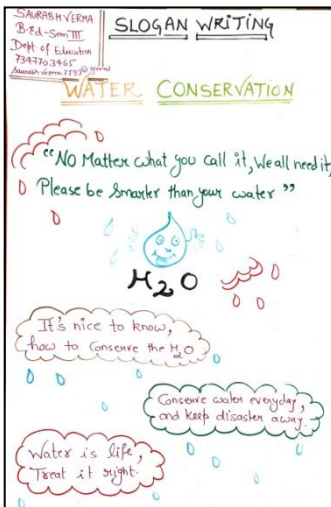 SAURABH VERMA
B.Ed-Sem III
Dept of Education
7347703465
SLOGAN WRITING
WATER CONSERVATION
"No Matter what you call it, We all need it,
Please be Smarter than your water"
H2O
It's nice to know,
how to conserve the H2O
Conserve water everyday,
and keep disaster away.
Water is life,
Treat it right.